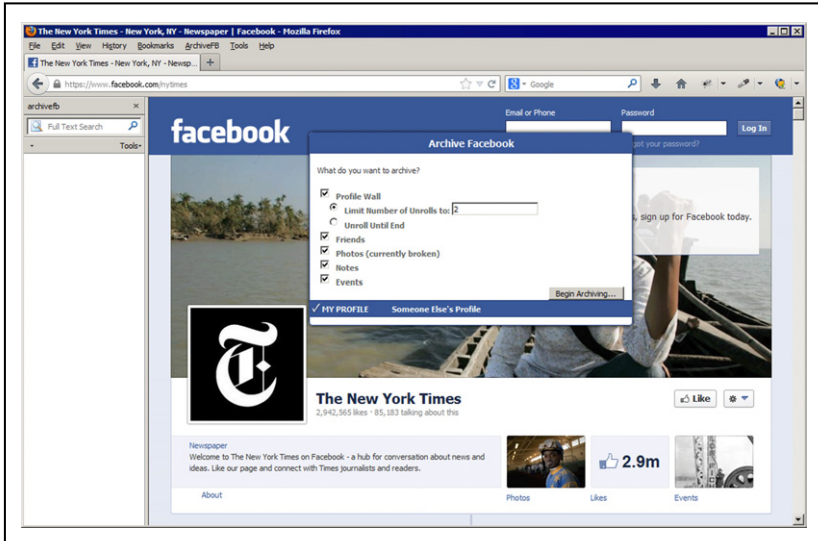 The New York Times - New York, NY - Newspaper | Facebook - Mozilla Firefox
File Edit View History Bookmarks ArchiveFB Tools Help
The New York Times - New York, NY - Newsp...
https://www.facebook.com/nytimes
Google
archivefb
Full Text Search
Tools
facebook
Email or Phone
Password
Log In
got your password?
Archive Facebook
What do you want to archive?
Profile Wall
Limit Number of Unrolls to: 2
Unroll Until End
Friends
Photos (currently broken)
Notes
Events
Begin Archiving...
MY PROFILE Someone Else's Profile
s, sign up for Facebook today.
T
The New York Times
2,942,565 likes · 85,183 talking about this
Like
Newspaper
Welcome to The New York Times on Facebook - a hub for conversation about news and
ideas. Like our page and connect with Times journalists and readers.
About
2.9m
Photos
Likes
Events